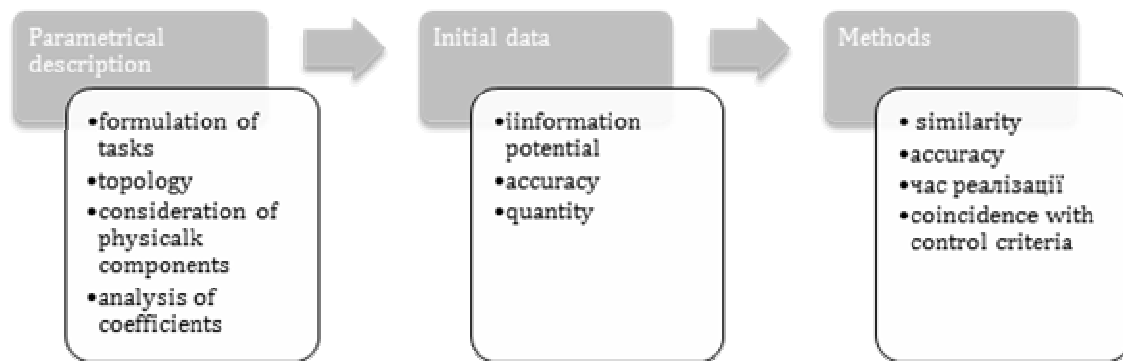 Parametrical
description
•formulation of
tasks
•topology
•consideration of
physicalk
components
•analysis of
coefficients
Initial data
•iinformation
potential
•accuracy
•quantity
Methods
• similarity
•accuracy
•час реалізації
•coincidence with
control criteria